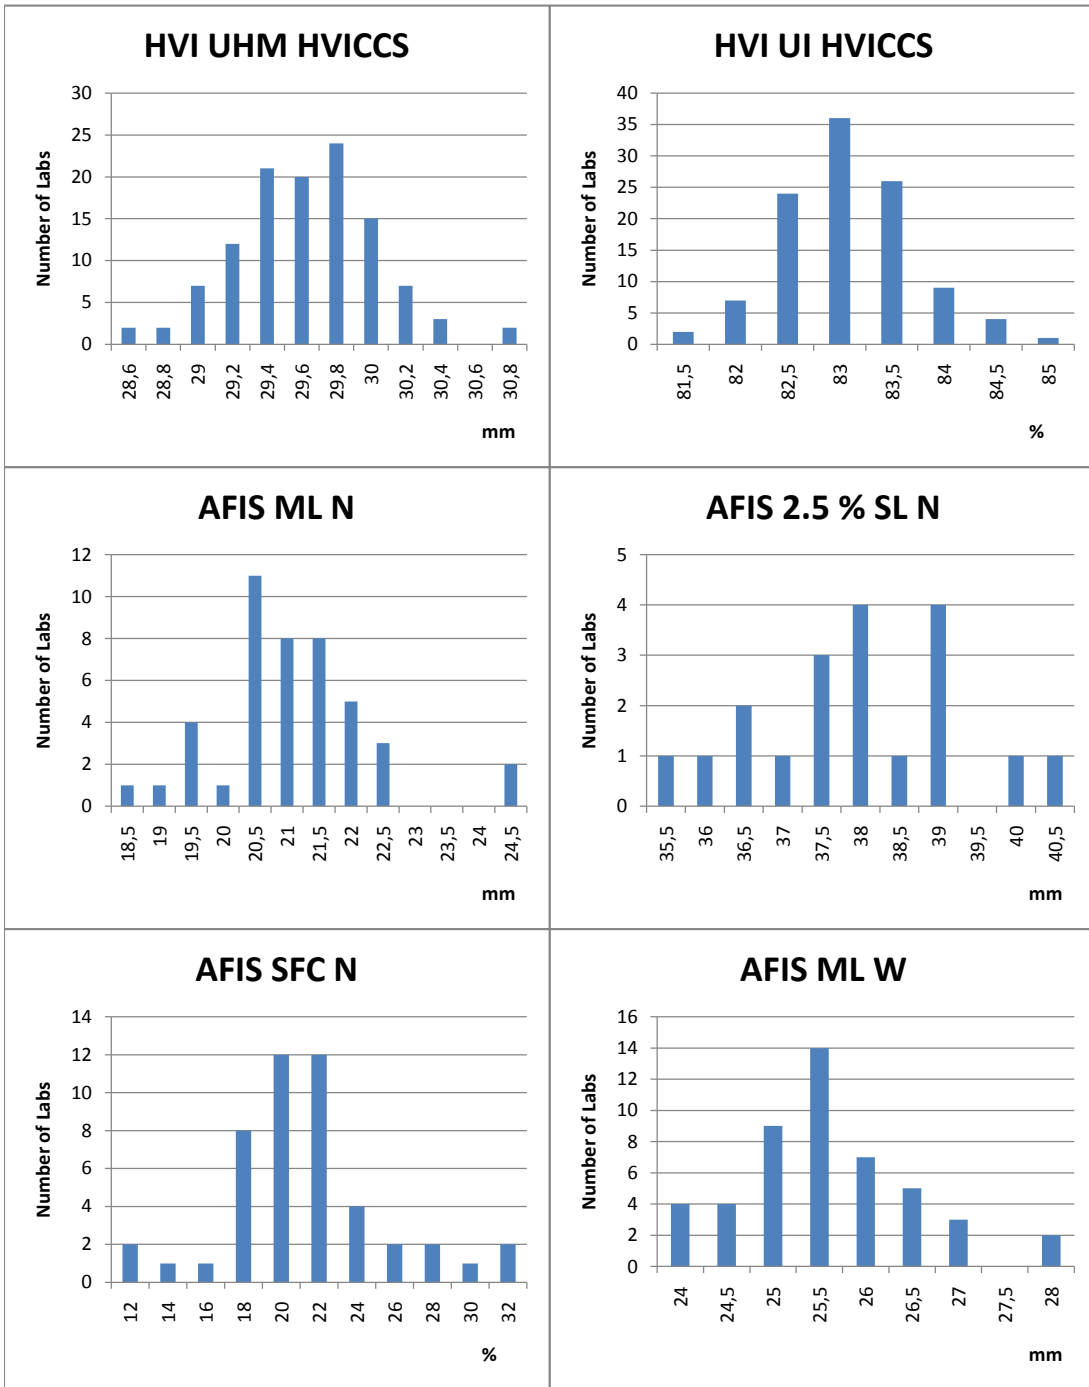 HVI UHM HVICCS
Number of Labs
30
25
20
15
10
5
0
28,6 28,8 29 29,2 29,4 29,6 29,8 30 30,2 30,4 30,6 30,8
mm
HVI UI HVICCS
Number of Labs
40
35
30
25
20
15
10
5
0
81,5 82 82,5 83 83,5 84 84,5 85
%
AFIS ML N
Number of Labs
12
10
8
6
4
2
0
18,5 19 19,5 20 20,5 21 21,5 22 22,5 23 23,5 24 24,5
mm
AFIS 2.5 % SL N
Number of Labs
5
4
3
2
1
0
35,5 36 36,5 37 37,5 38 38,5 39 39,5 40 40,5
mm
AFIS SFC N
Number of Labs
14
12
10
8
6
4
2
0
12 14 16 18 20 22 24 26 28 30 32
%
AFIS ML W
Number of Labs
16
14
12
10
8
6
4
2
0
24 24,5 25 25,5 26 26,5 27 27,5 28
mm